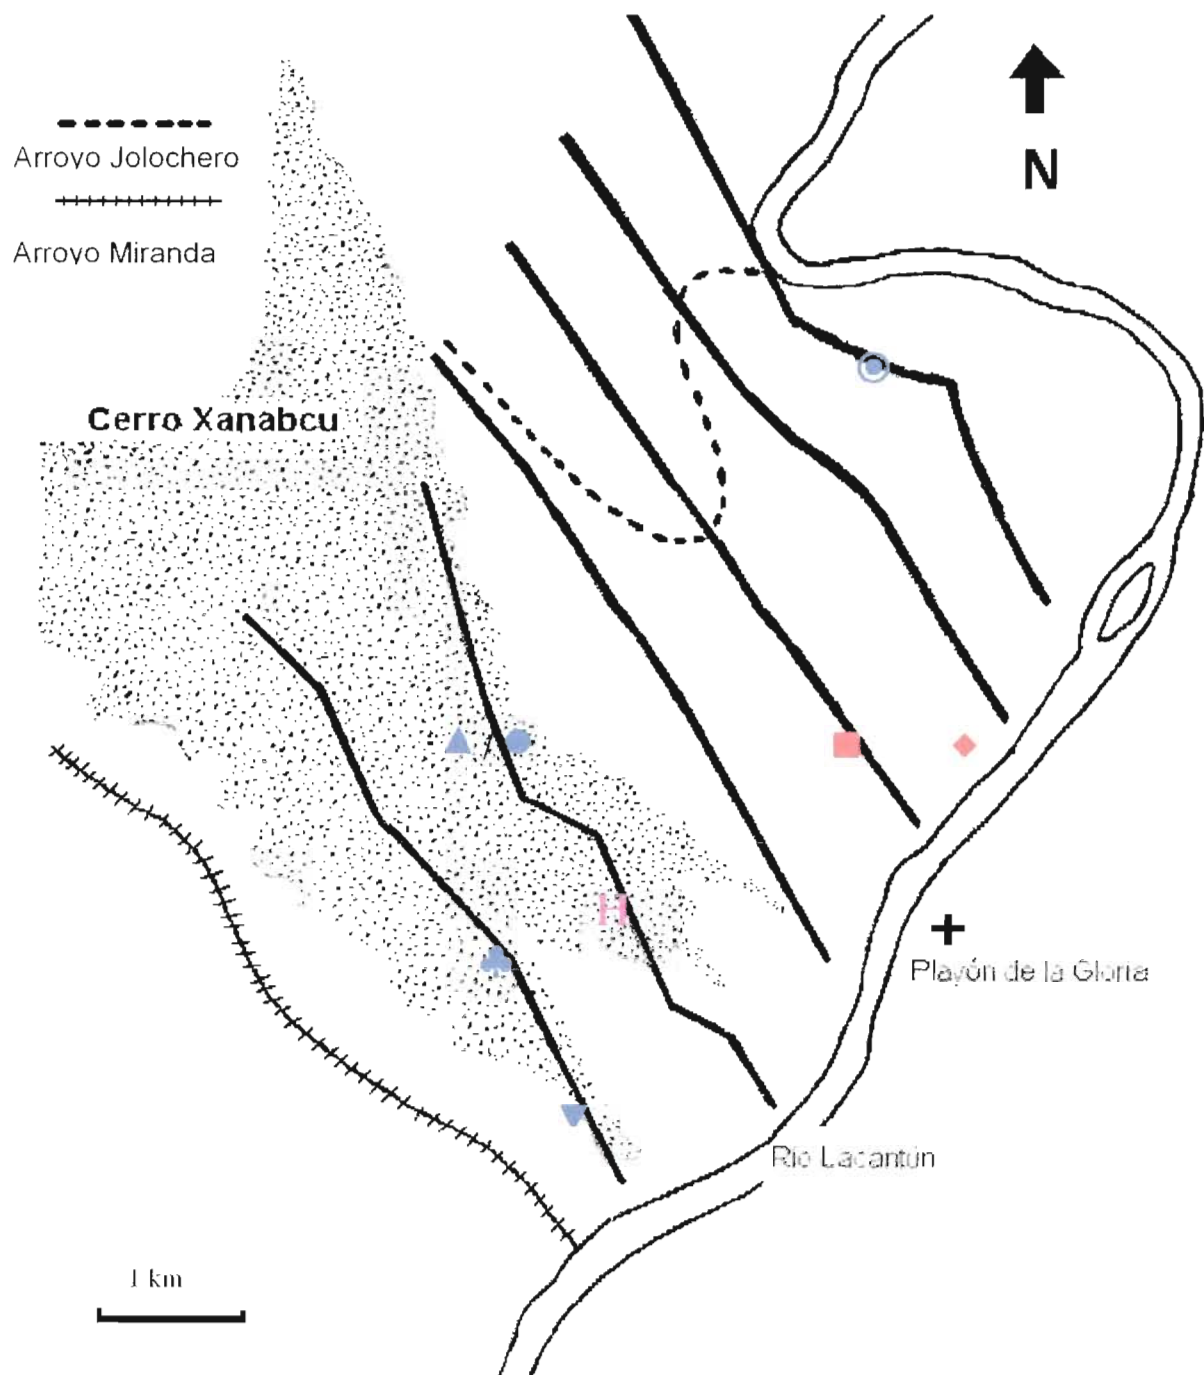 Arroyo Jolochero
N
Arroyo Miranda
Cerro Xanabcu
H
Playón de la Gloria
Río Lacantún
1 km